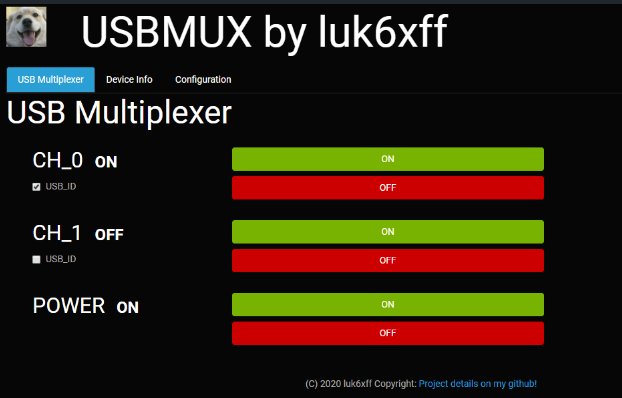 USBMUX by luk6xff
USB Multiplexer Device Info Configuration
USB Multiplexer
CH_0 ON
ON
USB_ID
OFF
CH_1 OFF
ON
USB_ID
OFF
POWER ON
ON
OFF
(C) 2020 luk6xff Copyright: Project details on my github!